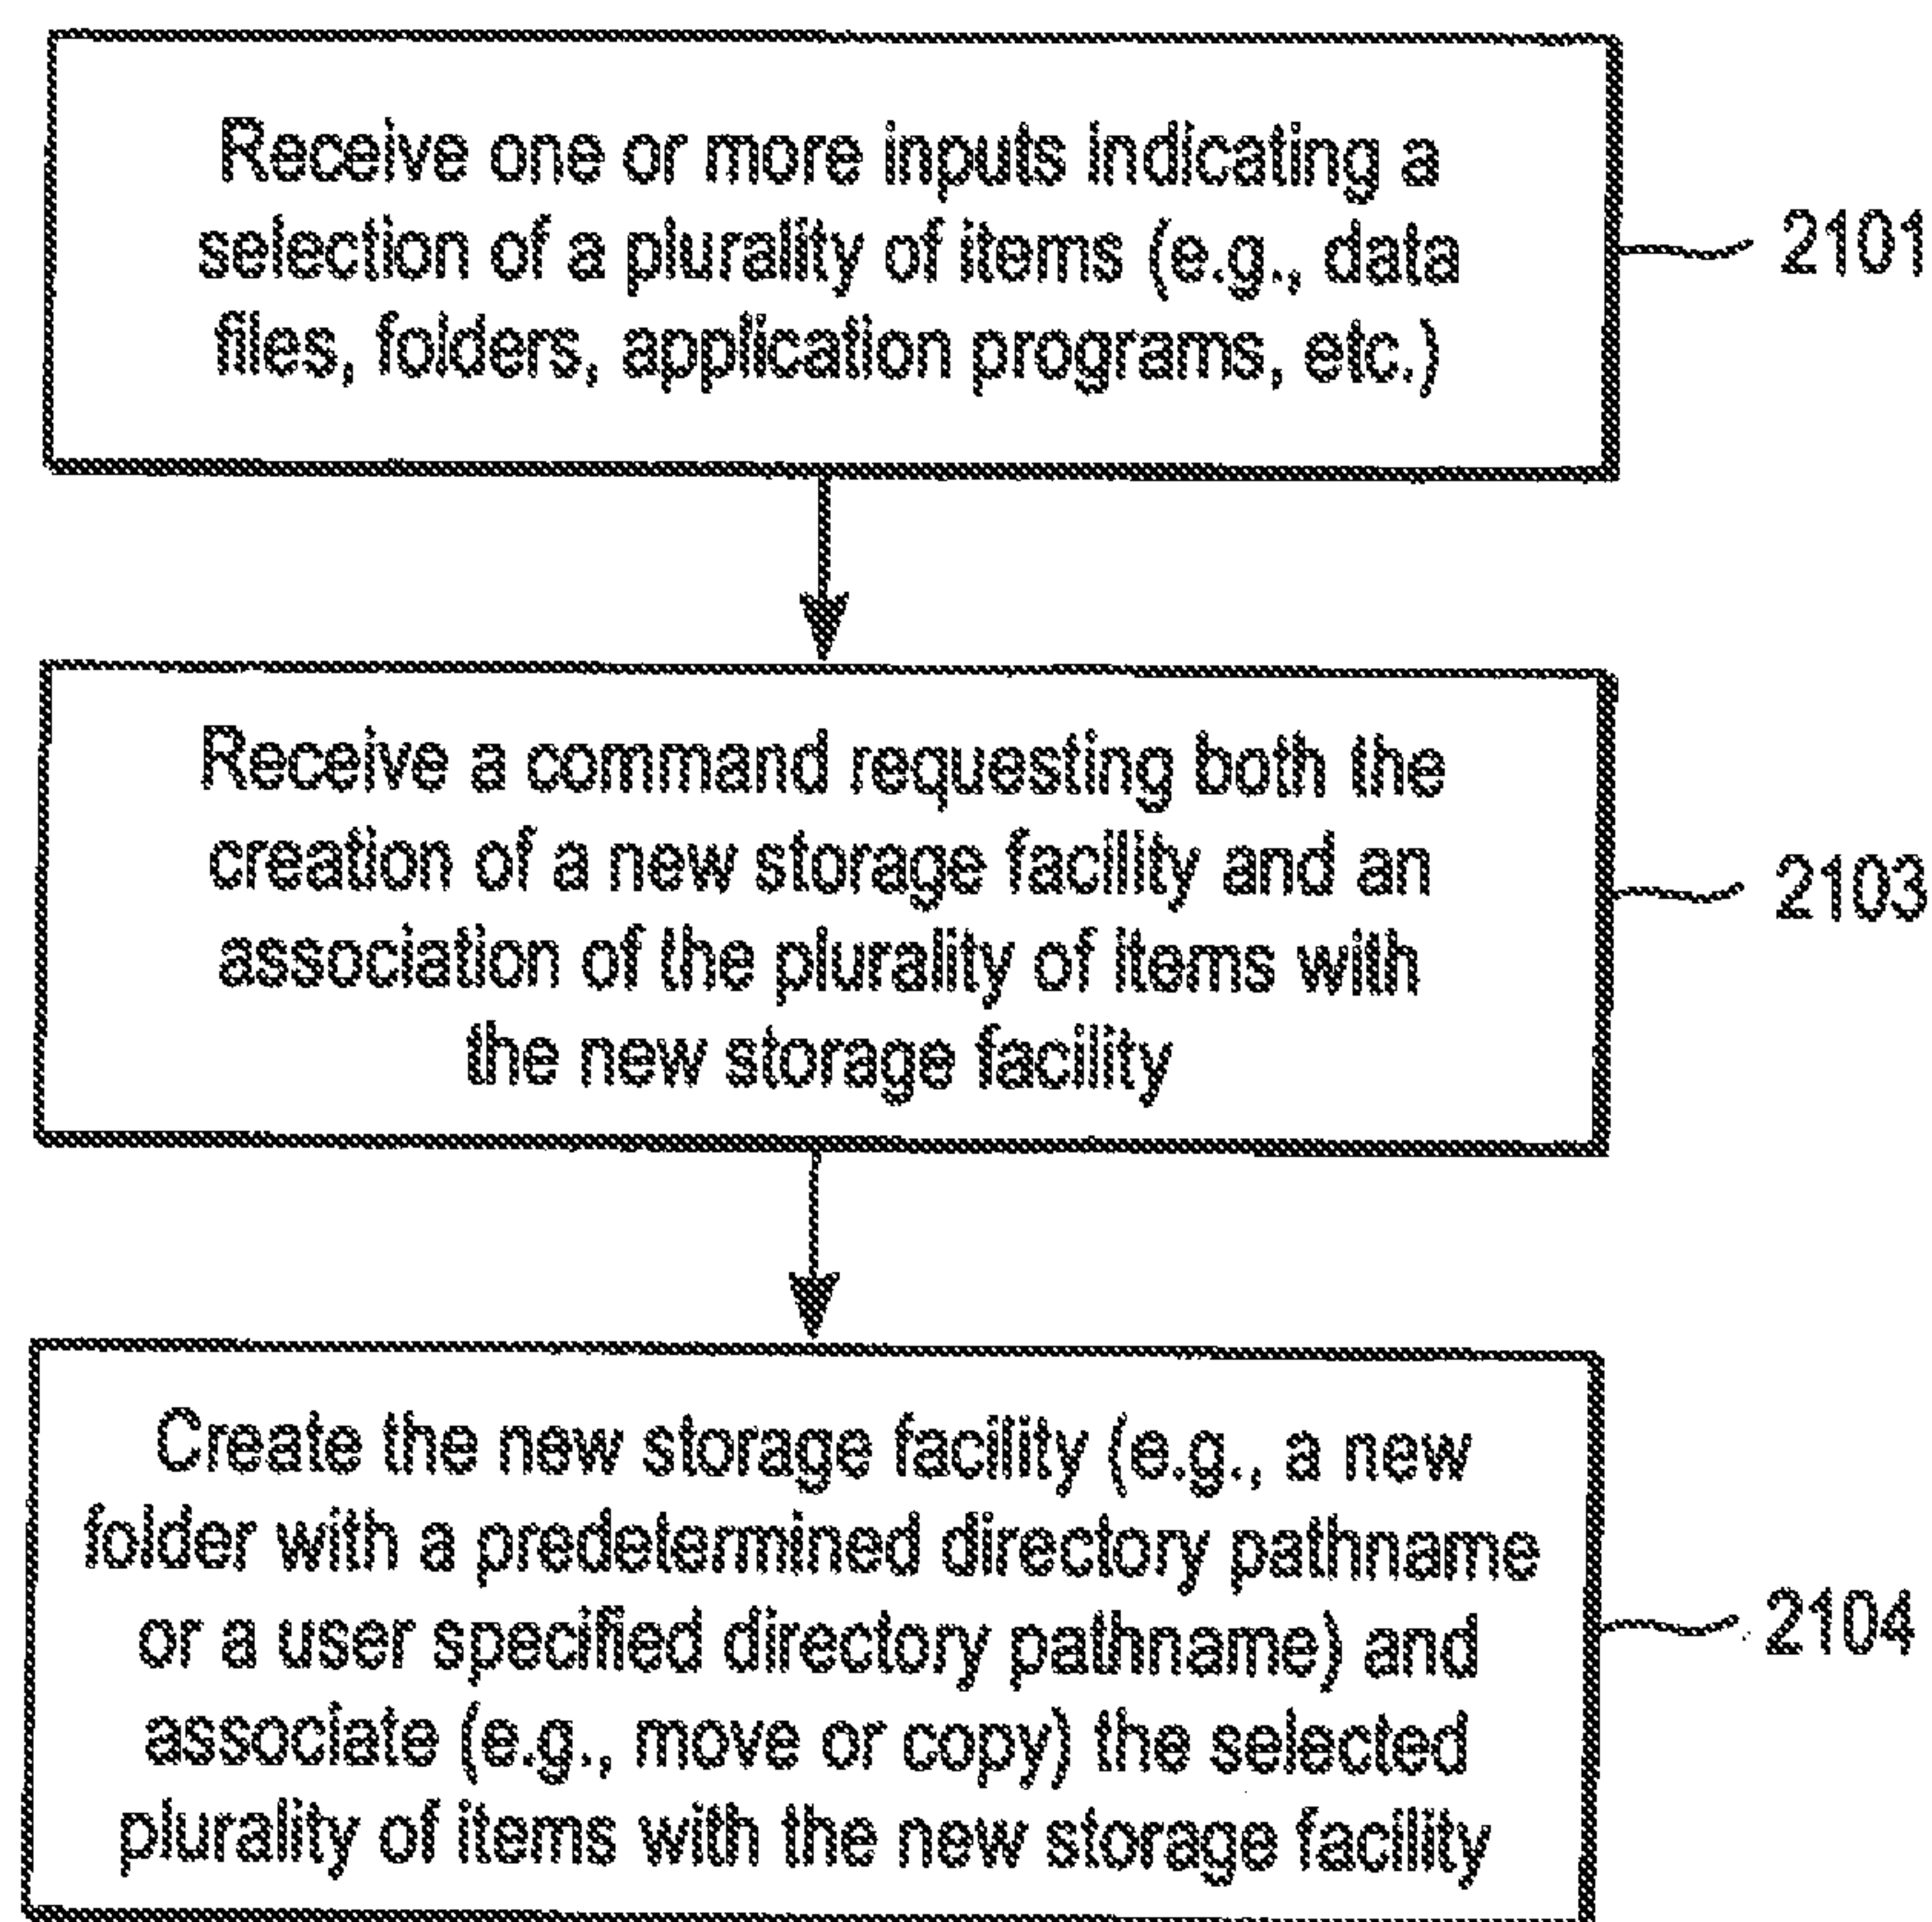 Receive one or more inputs indicating a
selection of a plurality of items (e.g., data
files, folders, application programs, etc.)
2101
Receive a command requesting both the
creation of a new storage facility and an
association of the plurality of items with
the new storage facility
2103
Create the new storage facility (e.g., a new
folder with a predetermined directory pathname
or a user specified directory pathname) and
associate (e.g., move or copy) the selected
plurality of items with the new storage facility
2104